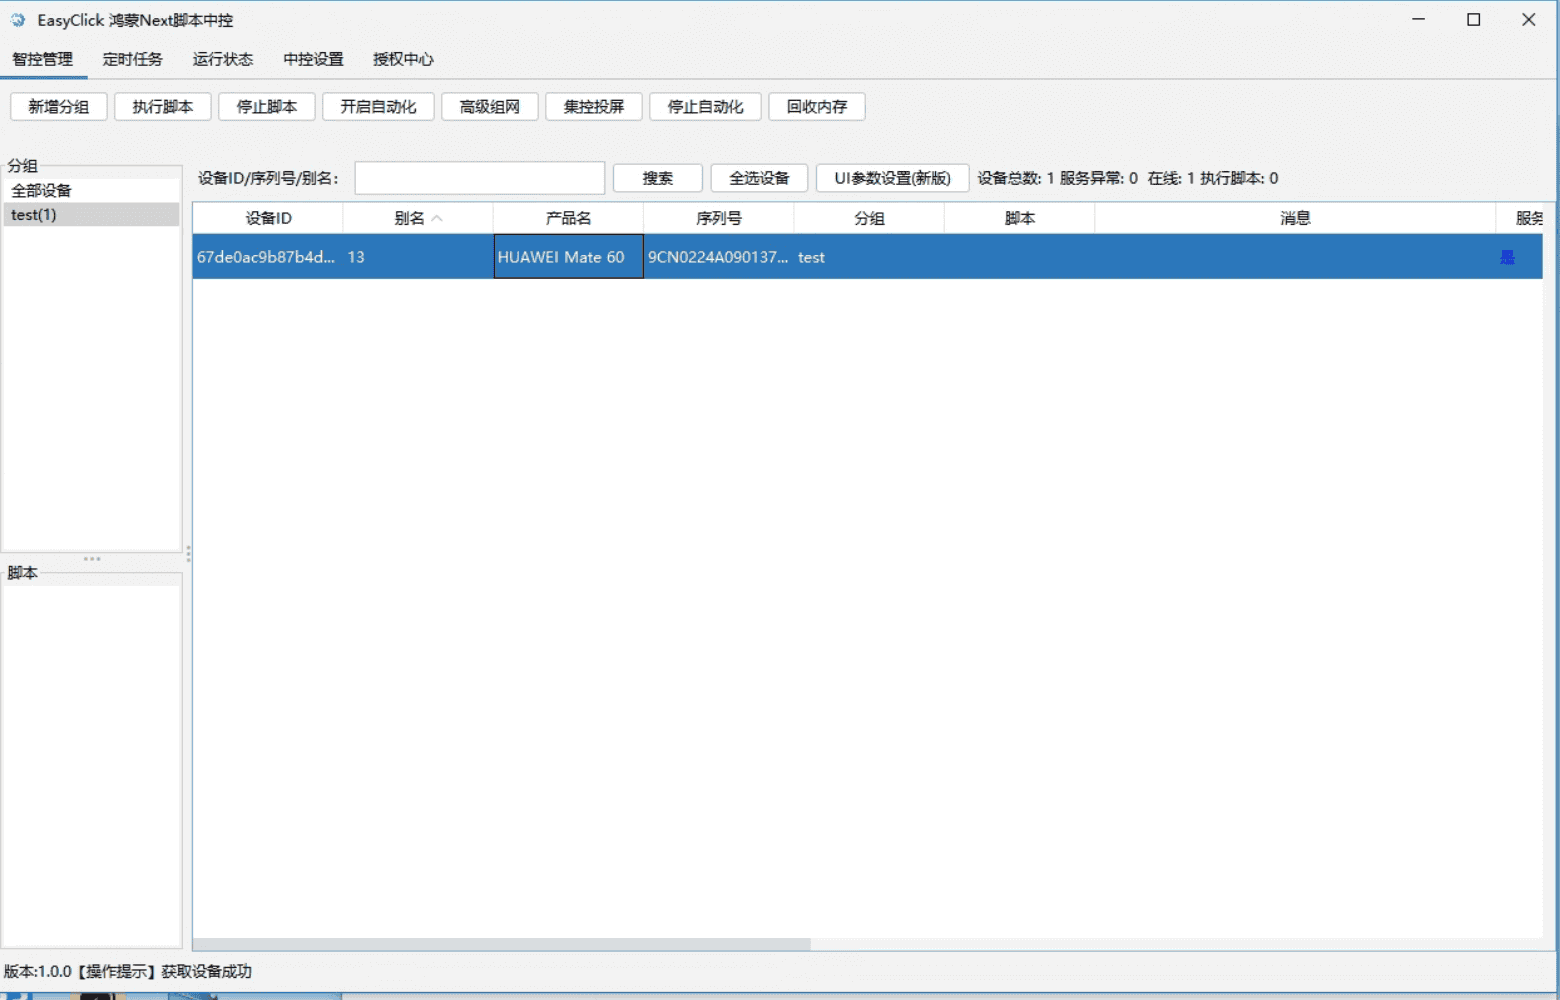 EasyClick 鸿蒙Next脚本中控
智控管理 定时任务 运行状态 中控设置 授权中心
新增分组 执行脚本 停止脚本 开启自动化 高级组网 集控投屏 停止自动化 回收内存
分组
全部设备
test(1)
设备ID/序列号/别名: 搜索 全选设备 UI参数设置(新版) 设备总数: 1 服务异常: 0 在线: 1 执行脚本: 0
设备ID 别名 产品名 序列号 分组 脚本 消息 服务
67de0ac9b87b4d... 13 HUAWEI Mate 60 9CN0224A090137... test 是
脚本
版本:1.0.0【操作提示】获取设备成功